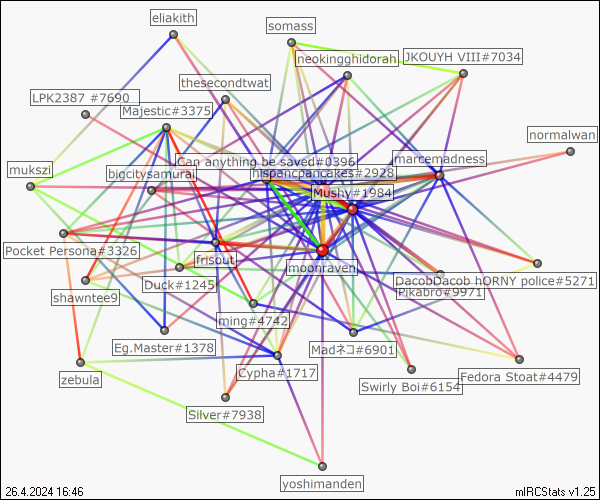 eliakith
somass
neokingghidorah
JKOUYH VIII#7034
thesecondtwat
LPK2387 #7690
Majestic#3375
normalwan
Can anything be saved#0396
marcemadness
mukszi
bigcitysamurai
hispancpancakes#2928
Mushy#1984
Pocket Persona#3326
frisout
moonraven
Duck#1245
DacobDacob hORNY police#5271
Pikabro#9971
shawntee9
ming#4742
Eg.Master#1378
Madネコ#6901
zebula
Cypha#1717
Swirly Boi#6154
Fedora Stoat#4479
Silver#7938
yoshimanden
26.4.2024 16:46
mIRCStats v1.25